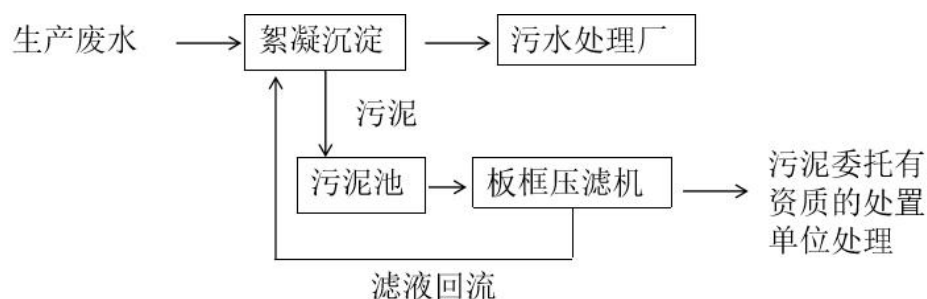 生产废水
絮凝沉淀
污水处理厂
污泥
污泥池
板框压滤机
污泥委托有
资质的处置
单位处理
滤液回流